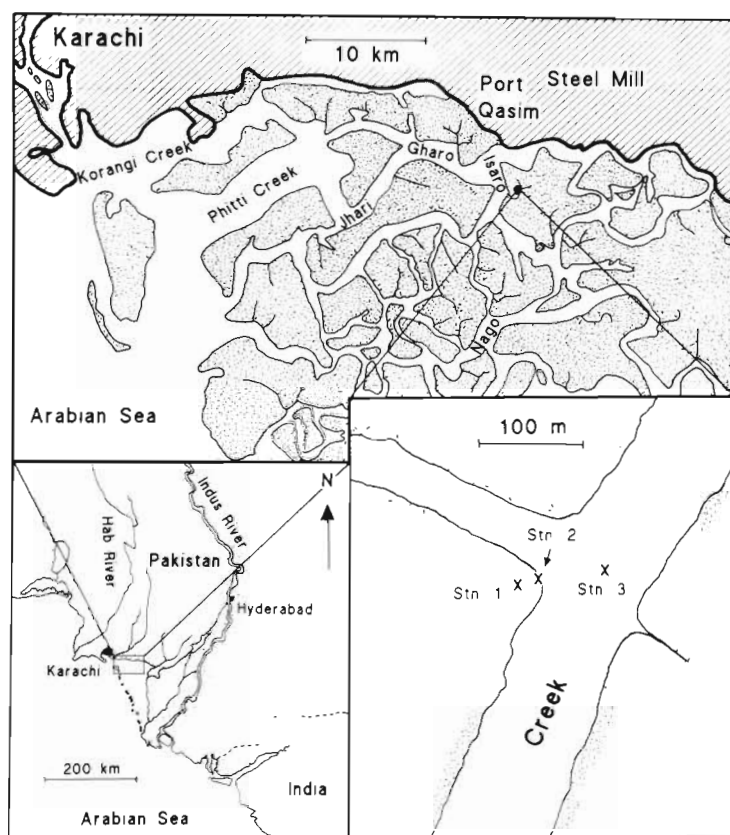 Karachi
10 km
Port
Qasim
Steel Mill
Korangi Creek
Phitti Creek
Jhari
Gharo
Isaro
Nago
Arabian Sea
N
Hab River
Indus River
Pakistan
Hyderabad
Karachi
200 km
India
Arabian Sea
100 m
Stn 2
Stn 1
Stn 3
Creek